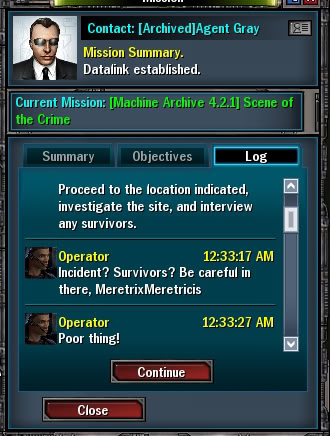 Mission
Contact: [Archived]Agent Gray
Mission Summary.
Datalink established.
Current Mission: [Machine Archive 4.2.1] Scene of
the Crime
Summary
Objectives
Log
Proceed to the location indicated,
investigate the site, and interview
any survivors.
Operator 12:33:17 AM
Incident? Survivors? Be careful in
there, MeretrixMeretricis
Operator 12:33:27 AM
Poor thing!
Continue
Close